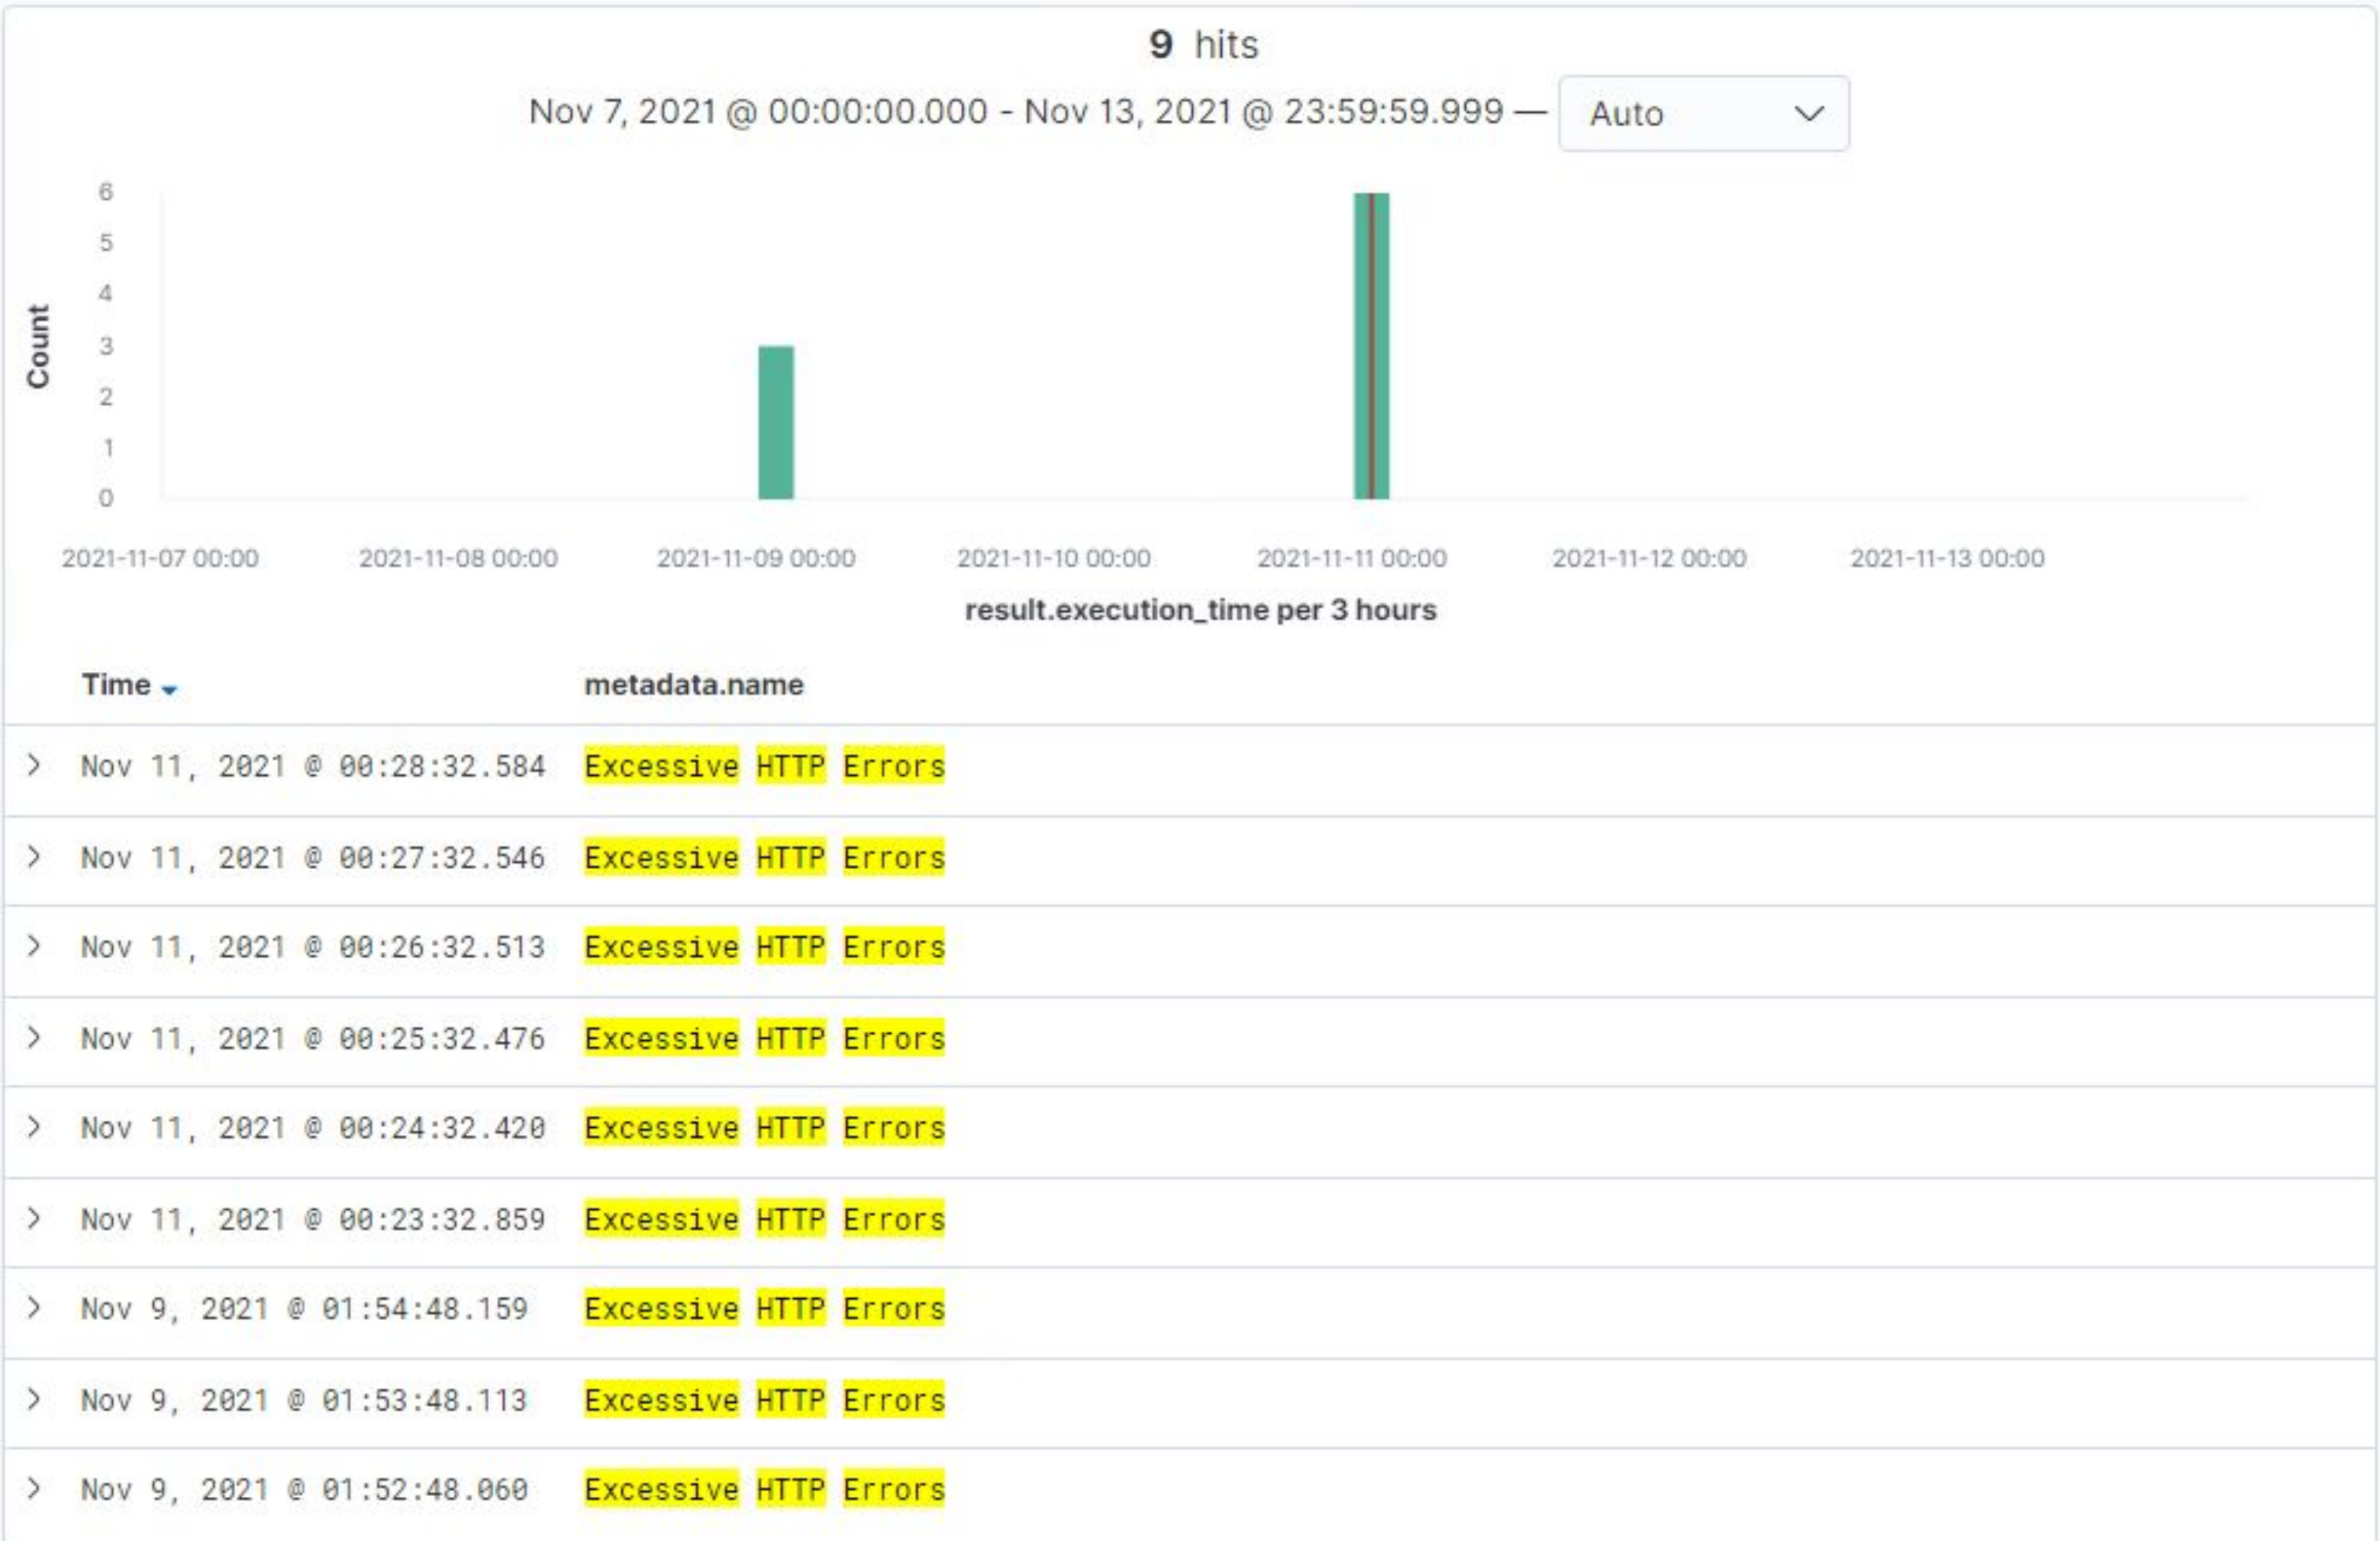 9 hits
Nov 7, 2021 @ 00:00:00.000 - Nov 13, 2021 @ 23:59:59.999 — Auto
6
5
4
3
2
1
0
Count
2021-11-07 00:00 2021-11-08 00:00 2021-11-09 00:00 2021-11-10 00:00 2021-11-11 00:00 2021-11-12 00:00 2021-11-13 00:00
result.execution_time per 3 hours
Time metadata.name
Nov 11, 2021 @ 00:28:32.584 Excessive HTTP Errors
Nov 11, 2021 @ 00:27:32.546 Excessive HTTP Errors
Nov 11, 2021 @ 00:26:32.513 Excessive HTTP Errors
Nov 11, 2021 @ 00:25:32.476 Excessive HTTP Errors
Nov 11, 2021 @ 00:24:32.420 Excessive HTTP Errors
Nov 11, 2021 @ 00:23:32.859 Excessive HTTP Errors
Nov 9, 2021 @ 01:54:48.159 Excessive HTTP Errors
Nov 9, 2021 @ 01:53:48.113 Excessive HTTP Errors
Nov 9, 2021 @ 01:52:48.060 Excessive HTTP Errors